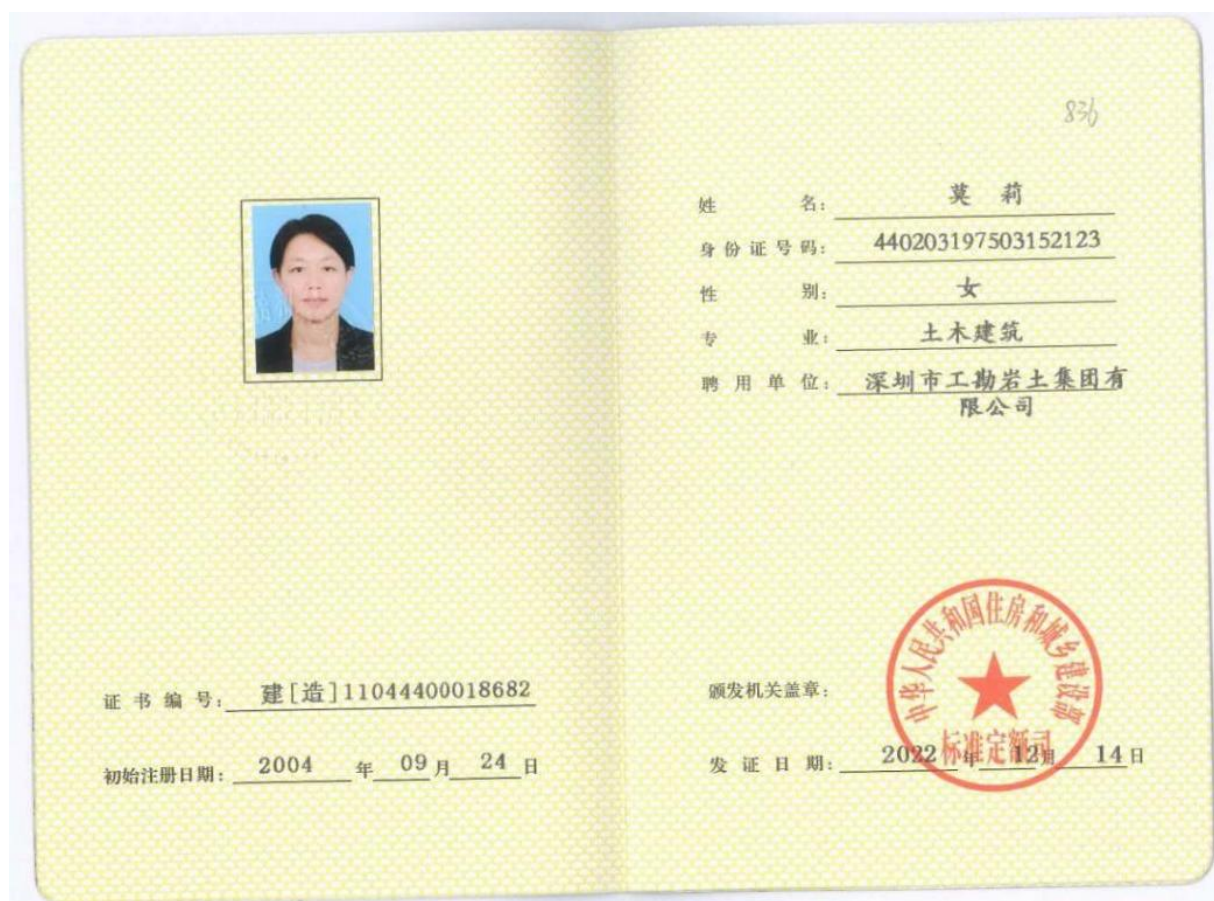 836
姓 名: 莫 莉
身份证号码: 440203197503152123
性 别: 女
专 业: 土木建筑
聘用单位: 深圳市工勘岩土集团有
限公司
证书编号: 建[造]11044400018682
初始注册日期: 2004 年 09 月 24 日
颁发机关盖章:
中华人民共和国住房和城乡建设部
标准定额司
发证日期: 2022 年 12 月 14 日